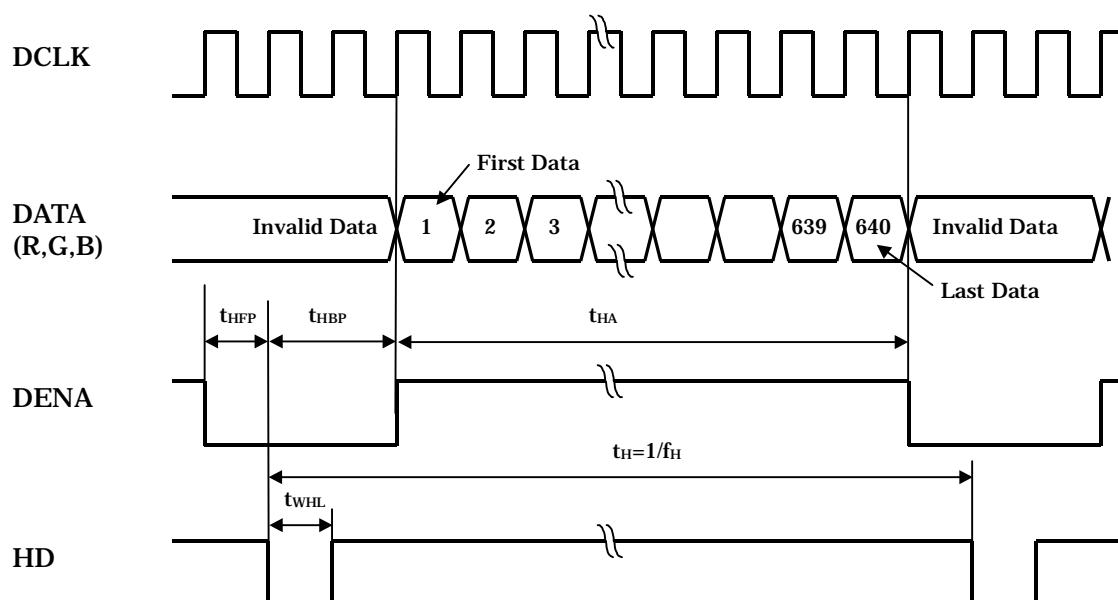 DCLK
First Data
DATA
(R,G,B)
Invalid Data
1
2
3
639
640
Invalid Data
Last Data
tHFP
tHBP
tHA
DENA
tH=1/fH
tWHL
HD